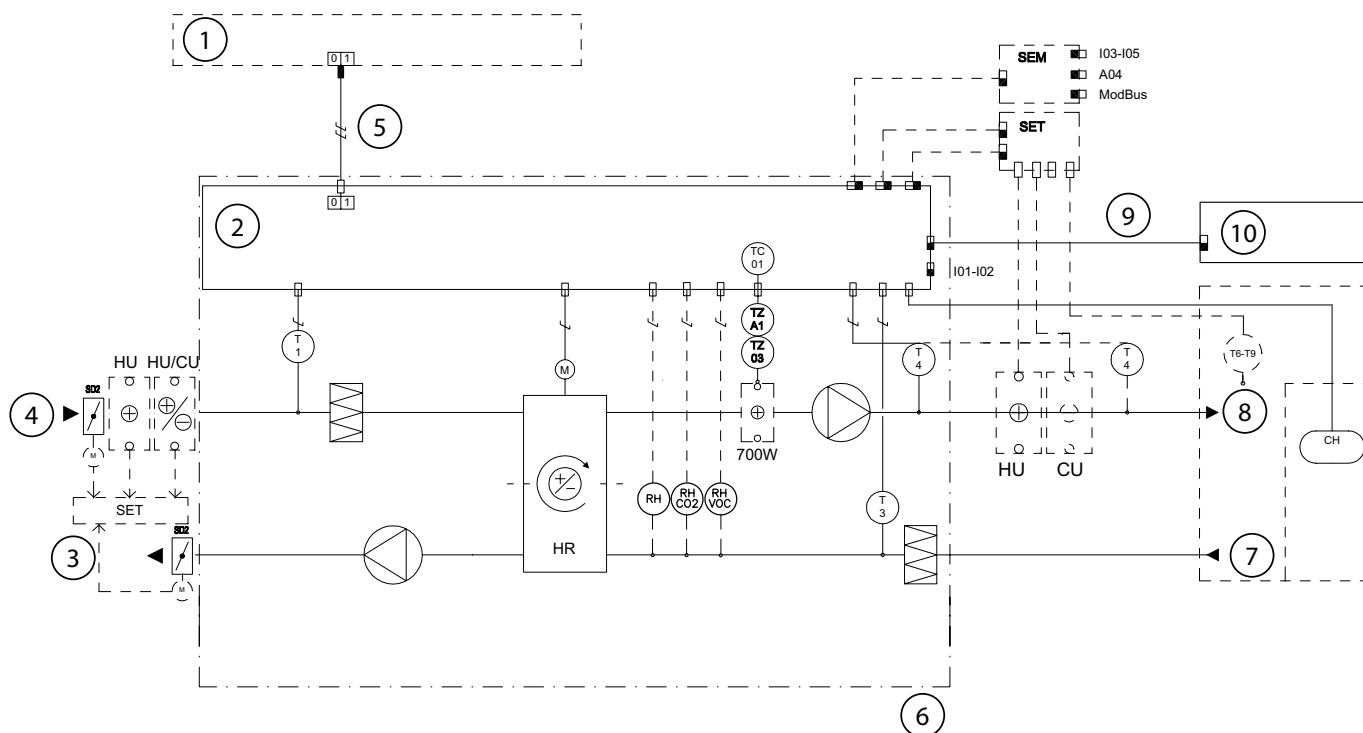 1
0 1
SEM
I03-I05
A04
ModBus
5
SET
0 1
2
9
10
TC
01
I01-I02
T
1
TZ
A1
TZ
03
M
T
4
T
4
T6-T9
HU
HU/CU
SD2
4
8
M
700W
HU
CU
CH
RH
RH
CO2
RH
VOC
T
3
SET
SD2
3
HR
7
M
6